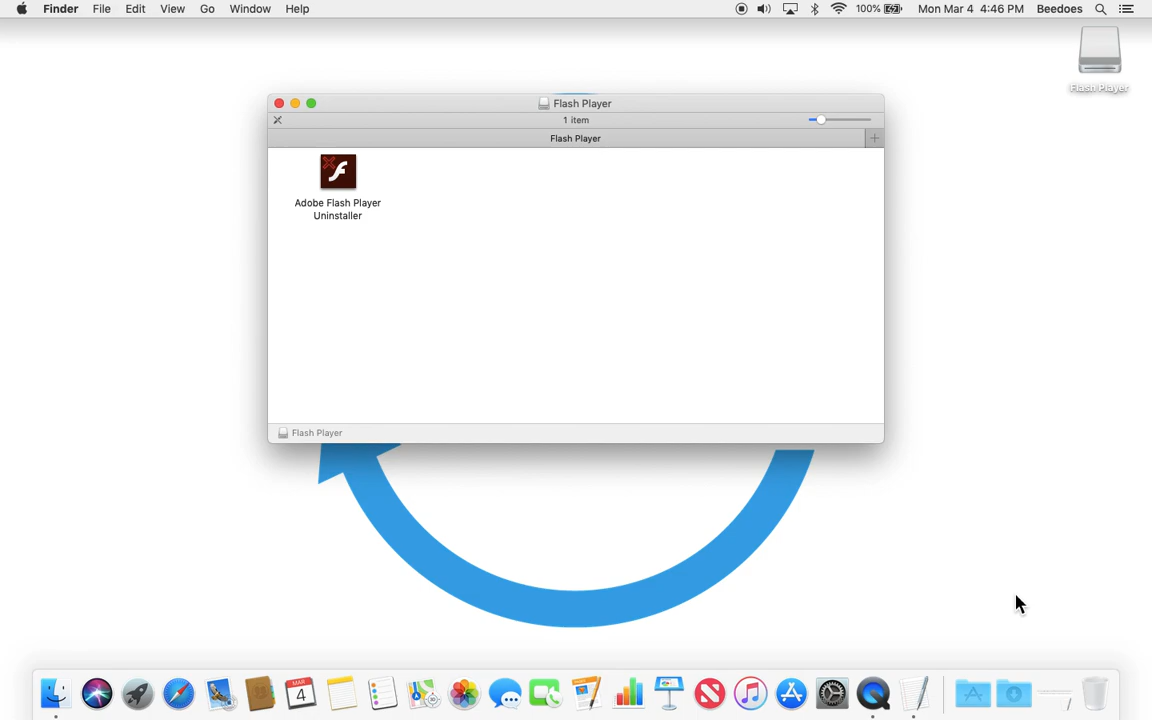 Finder File Edit View Go Window Help 100% Mon Mar 4 4:46 PM Beedoes
Flash Player
Flash Player
1 item
Flash Player
Adobe Flash Player
Uninstaller
Flash Player
MAR
4